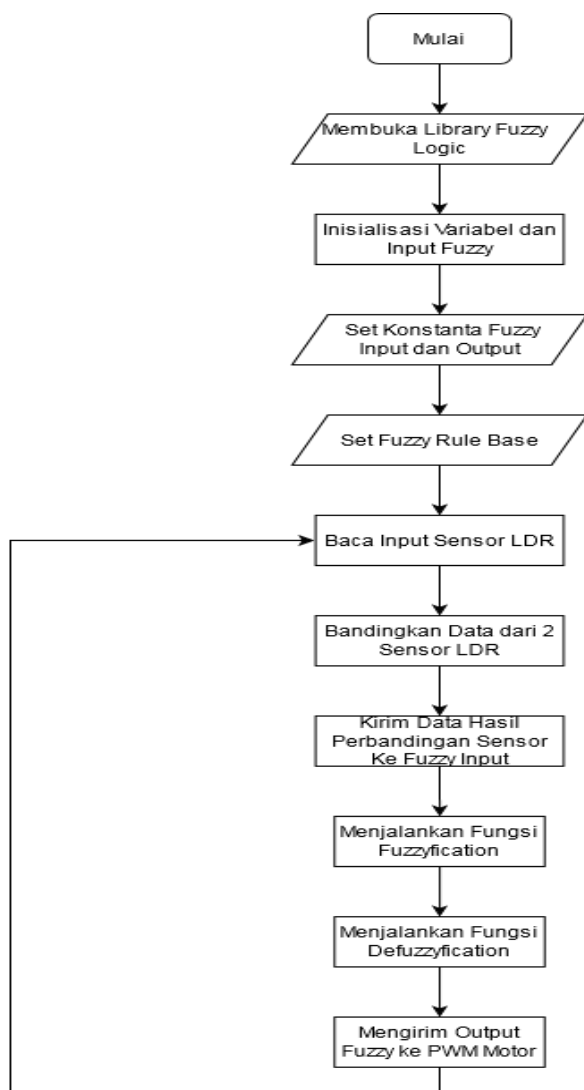 Mulai
Membuka Library Fuzzy
Logic
Inisialisasi Variabel dan
Input Fuzzy
Set Konstanta Fuzzy
Input dan Output
Set Fuzzy Rule Base
Baca Input Sensor LDR
Bandingkan Data dari 2
Sensor LDR
Kirim Data Hasil
Perbandingan Sensor
Ke Fuzzy Input
Menjalankan Fungsi
Fuzzyfication
Menjalankan Fungsi
Defuzzyfication
Mengirim Output
Fuzzy ke PWM Motor